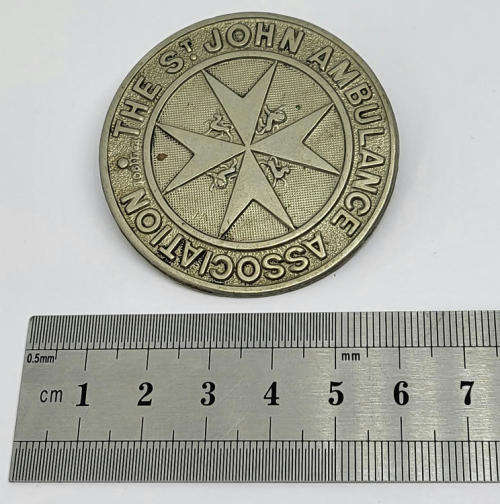 THE ST. JOHN AMBULANCE ASSOCIATION
0.5mm mm
cm 1 2 3 4 5 6 7